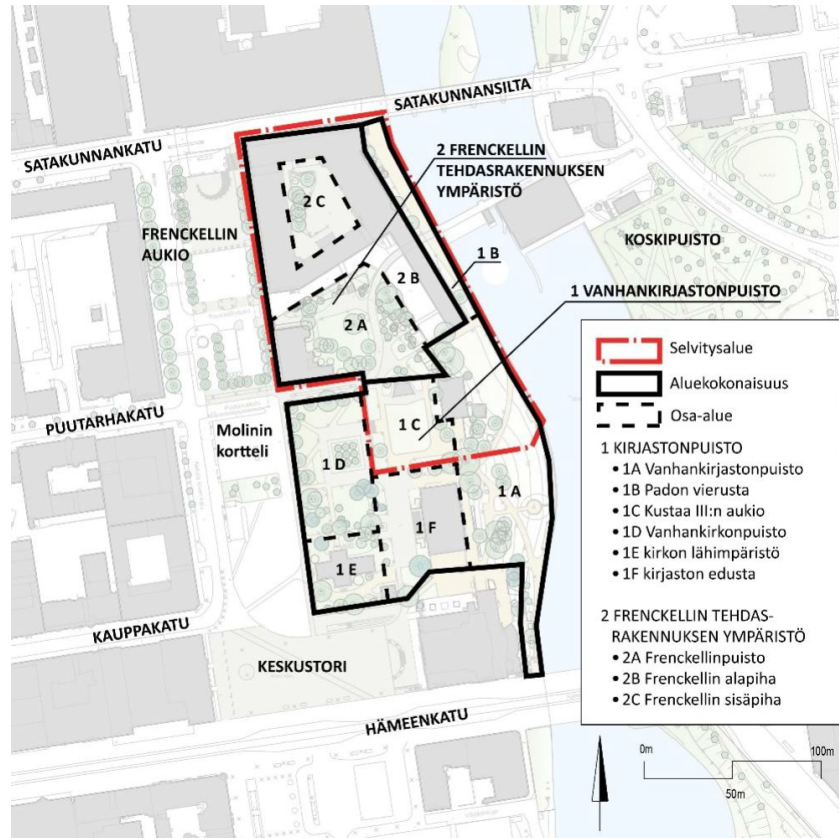 SATAKUNNANSILTA
SATAKUNNANKATU
2 FRENCKELLIN
TEHDASRAKENNUKSEN
YMPÄRISTÖ
2 C
FRENCKELLIN
AUKIO
KOSKIPUISTO
1 B
2 B
1 VANHANKIRJASTONPUISTO
2 A
PUUTARHAKATU
Molinin
kortteli
1 C
1 D
1 A
1 F
1 E
KAUPPAKATU
KESKUSTORI
HÄMEENKATU
Selvitysalue
Aluekokonaisuus
Osa-alue
1 KIRJASTONPUISTO
• 1A Vanhankirjastonpuisto
• 1B Padon vierusta
• 1C Kustaa III:n aukio
• 1D Vanhankirkonpuisto
• 1E kirkon lähimpäristö
• 1F kirjaston edusta
2 FRENCKELLIN TEHDAS-
RAKENNUKSEN YMPÄRISTÖ
• 2A Frenckellinpuisto
• 2B Frenckellin alapiha
• 2C Frenckellin sisäpiha
0m
100m
50m